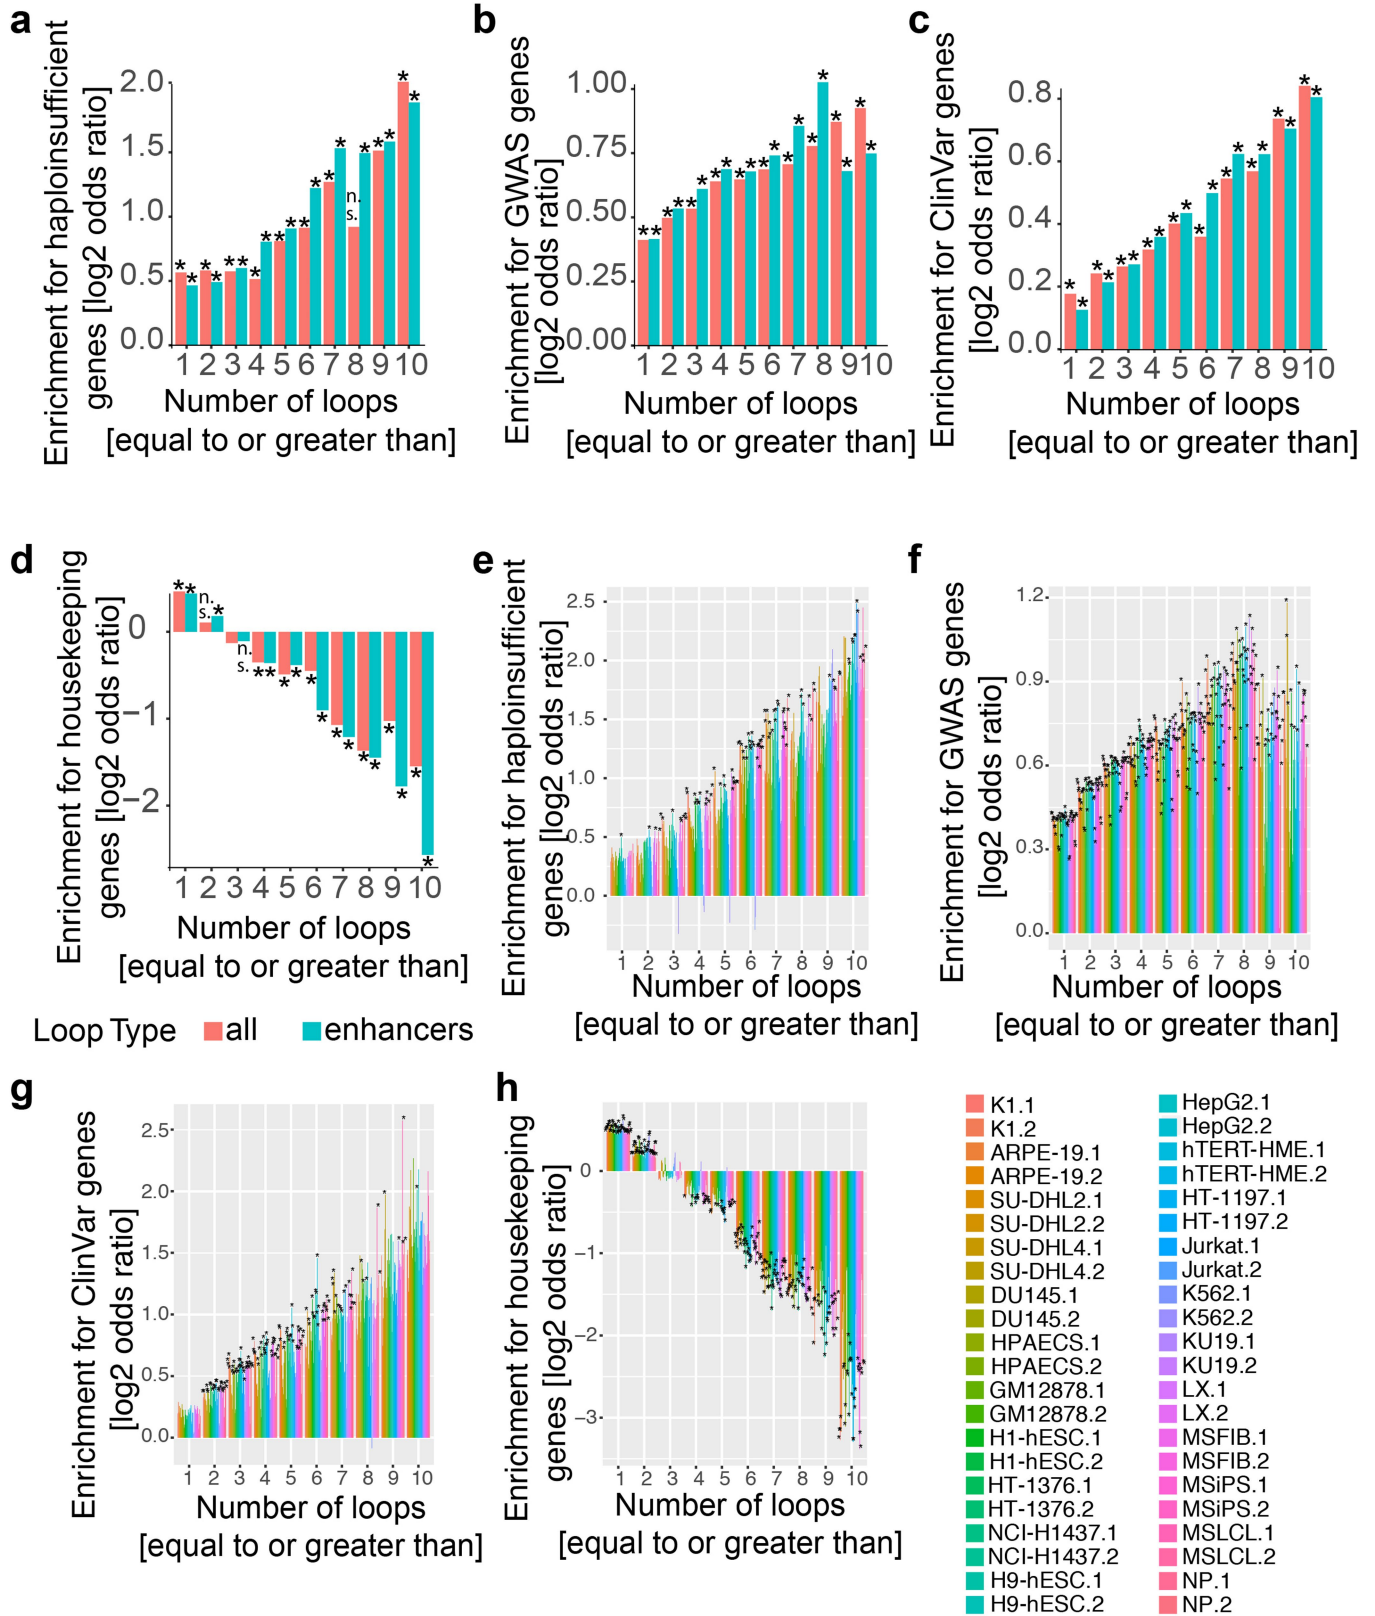 a
Enrichment for haploinsufficient
genes [log2 odds ratio]
2.0
1.5
1.0
0.5
0.0
* * * * * * * * * * * * * * n. s. * * * * *
1 2 3 4 5 6 7 8 9 10
Number of loops
[equal to or greater than]
b
Enrichment for GWAS genes
[log2 odds ratio]
1.00
0.75
0.50
0.25
0.00
* * * * * * * * * * * * * * * * * * * *
1 2 3 4 5 6 7 8 9 10
Number of loops
[equal to or greater than]
c
Enrichment for ClinVar genes
[log2 odds ratio]
0.8
0.6
0.4
0.2
0.0
* * * * * * * * * * * * * * * * * * * *
1 2 3 4 5 6 7 8 9 10
Number of loops
[equal to or greater than]
d
Enrichment for housekeeping
genes [log2 odds ratio]
0
−1
−2
* * n. s. * n. s. * * * * * * * * * * * * * *
1 2 3 4 5 6 7 8 9 10
Number of loops
[equal to or greater than]
Loop Type all enhancers
e
Enrichment for haploinsufficient
genes [log2 odds ratio]
2.5
2.0
1.5
1.0
0.5
0.0
1 2 3 4 5 6 7 8 9 10
Number of loops
[equal to or greater than]
f
Enrichment for GWAS genes
[log2 odds ratio]
1.2
0.9
0.6
0.3
0.0
1 2 3 4 5 6 7 8 9 10
Number of loops
[equal to or greater than]
g
Enrichment for ClinVar genes
[log2 odds ratio]
2.5
2.0
1.5
1.0
0.5
0.0
1 2 3 4 5 6 7 8 9 10
Number of loops
[equal to or greater than]
h
Enrichment for housekeeping
genes [log2 odds ratio]
0
−1
−2
−3
1 2 3 4 5 6 7 8 9 10
Number of loops
[equal to or greater than]
K1.1
K1.2
ARPE-19.1
ARPE-19.2
SU-DHL2.1
SU-DHL2.2
SU-DHL4.1
SU-DHL4.2
DU145.1
DU145.2
HPAECS.1
HPAECS.2
GM12878.1
GM12878.2
H1-hESC.1
H1-hESC.2
HT-1376.1
HT-1376.2
NCI-H1437.1
NCI-H1437.2
H9-hESC.1
H9-hESC.2
HepG2.1
HepG2.2
hTERT-HME.1
hTERT-HME.2
HT-1197.1
HT-1197.2
Jurkat.1
Jurkat.2
K562.1
K562.2
KU19.1
KU19.2
LX.1
LX.2
MSFIB.1
MSFIB.2
MSiPS.1
MSiPS.2
MSLCL.1
MSLCL.2
NP.1
NP.2